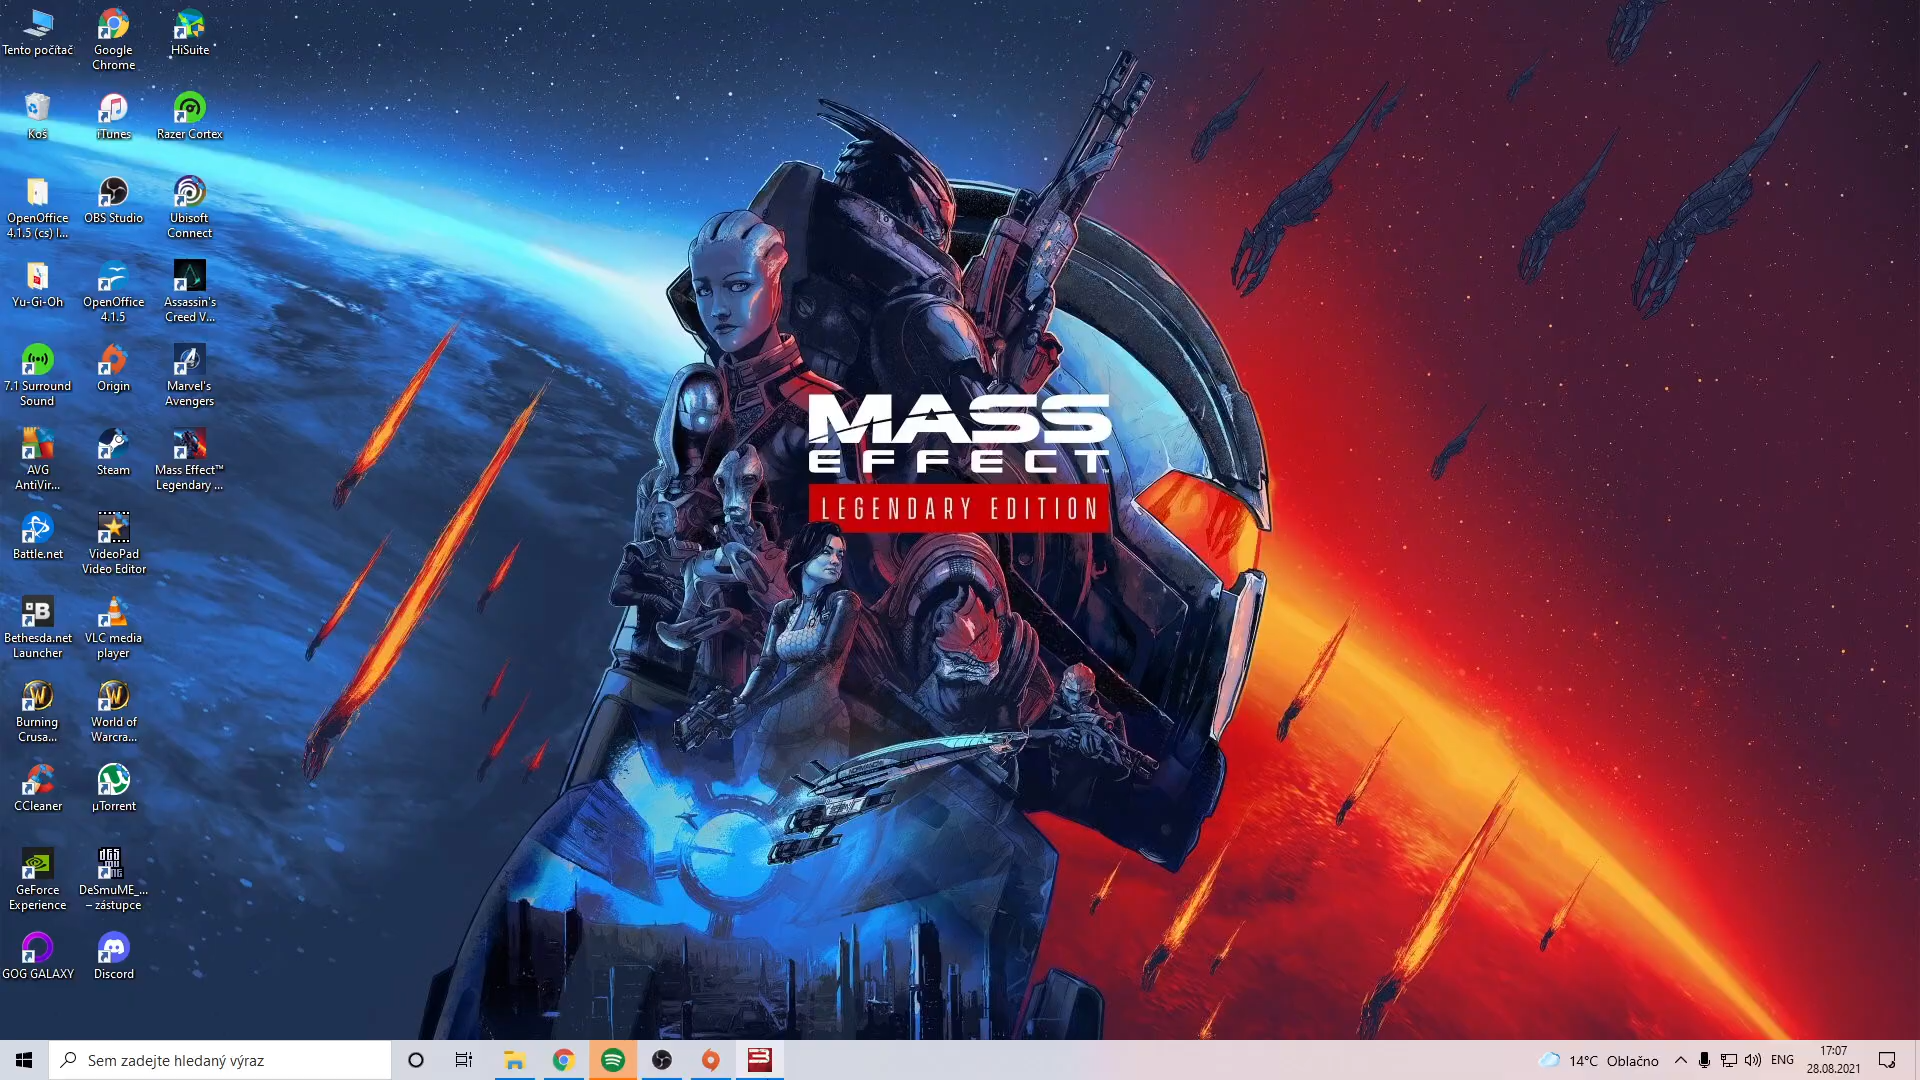 Tento počítač
Google
Chrome
HiSuite
Koš
iTunes
Razer Cortex
OpenOffice
4.1.5 (cs) I...
OBS Studio
Ubisoft
Connect
Yu-Gi-Oh
OpenOffice
4.1.5
Assassin's
Creed V...
7.1 Surround
Sound
Origin
Marvel's
Avengers
AVG
AntiVir...
Steam
Mass Effect™
Legendary ...
Battle.net
VideoPad
Video Editor
Bethesda.net
Launcher
VLC media
player
Burning
Crusa...
World of
Warcra...
CCleaner
µTorrent
GeForce
Experience
DeSmuME_...
– zástupce
GOG GALAXY
Discord
MASS
EFFECT™
LEGENDARY EDITION
Sem zadejte hledaný výraz
14°C Oblačno
ENG
17:07
28.08.2021